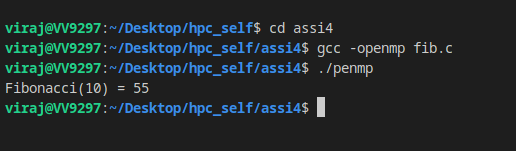 viraj@VV9297:~/Desktop/hpc_self$ cd assi4
viraj@VV9297:~/Desktop/hpc_self/assi4$ gcc -openmp fib.c
viraj@VV9297:~/Desktop/hpc_self/assi4$ ./penmp
Fibonacci(10) = 55
viraj@VV9297:~/Desktop/hpc_self/assi4$